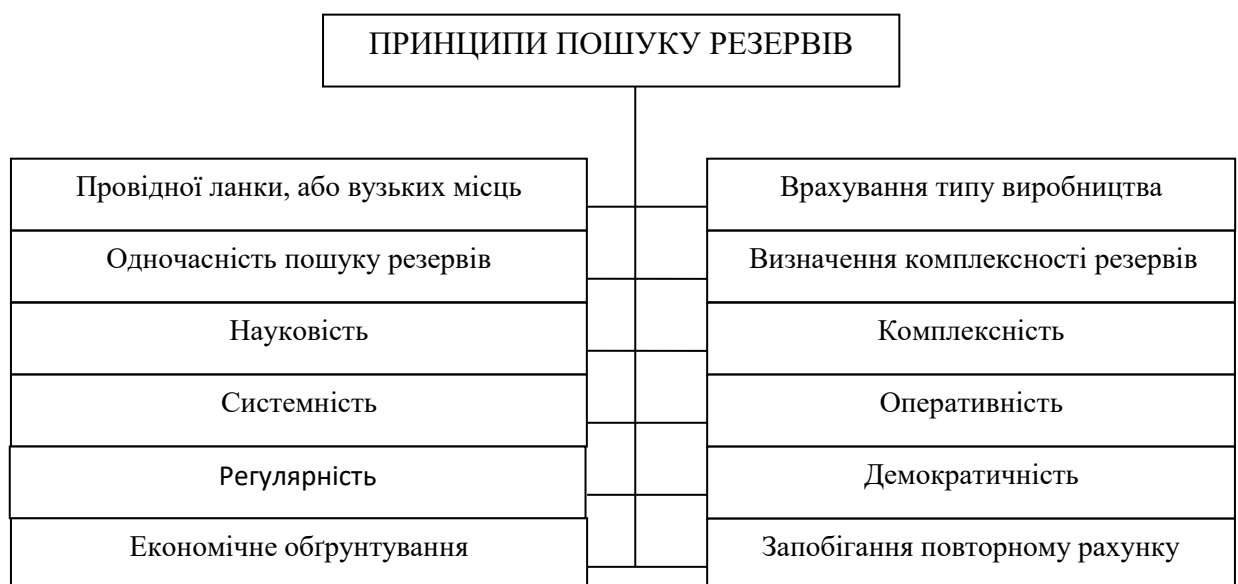 ПРИНЦИПИ ПОШУКУ РЕЗЕРВІВ
Провідної ланки, або вузьких місць
Врахування типу виробництва
Одночасність пошуку резервів
Визначення комплексності резервів
Науковість
Комплексність
Системність
Оперативність
Регулярність
Демократичність
Економічне обґрунтування
Запобігання повторному рахунку